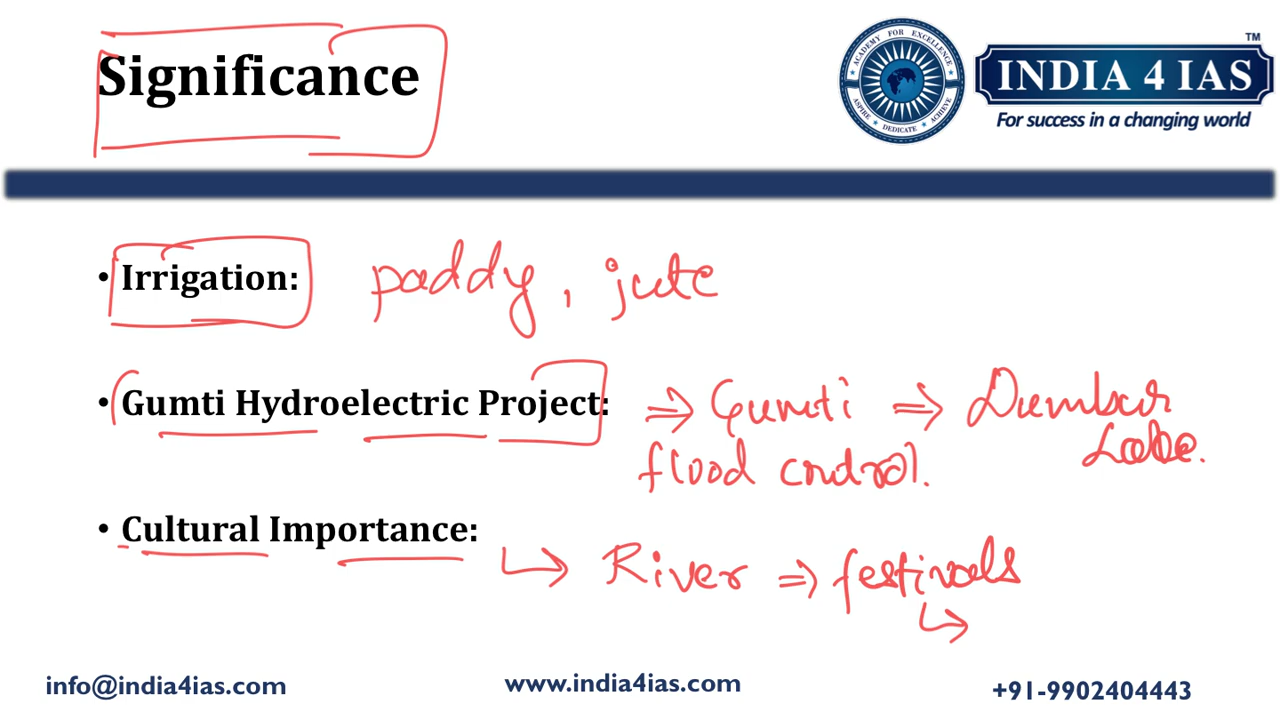 Significance
ACADEMY FOR EXCELLENCE
ASPIRE ★ DEDICATE ★ ACHIEVE
INDIA 4 IAS ™
For success in a changing world
• Irrigation: paddy, jute
• Gumti Hydroelectric Project: ⇒ Gumti ⇒ Dumbur
flood control. Lake.
• Cultural Importance:
↳ River ⇒ festivals
↳
info@india4ias.com www.india4ias.com +91-9902404443